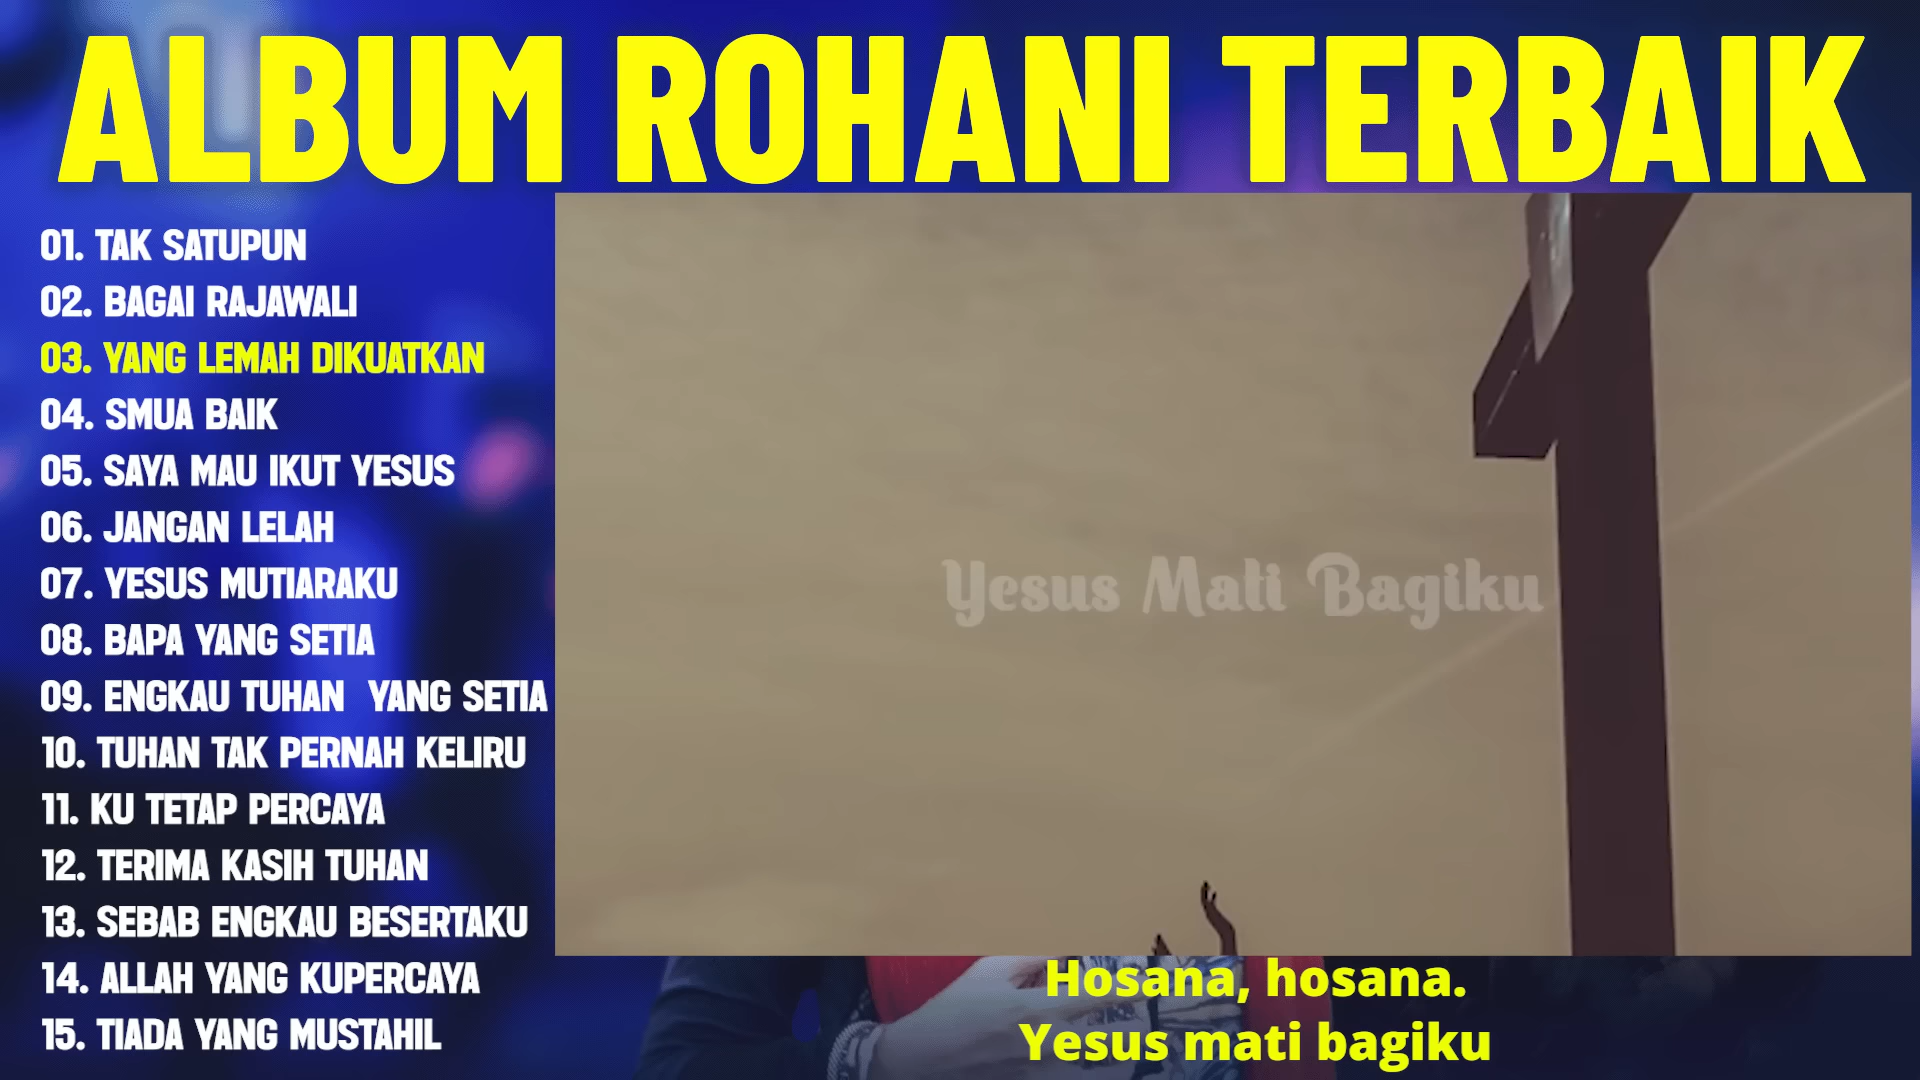 ALBUM ROHANI TERBAIK
01. TAK SATUPUN
02. BAGAI RAJAWALI
03. YANG LEMAH DIKUATKAN
04. SMUA BAIK
05. SAYA MAU IKUT YESUS
06. JANGAN LELAH
07. YESUS MUTIARAKU
08. BAPA YANG SETIA
09. ENGKAU TUHAN YANG SETIA
10. TUHAN TAK PERNAH KELIRU
11. KU TETAP PERCAYA
12. TERIMA KASIH TUHAN
13. SEBAB ENGKAU BESERTAKU
14. ALLAH YANG KUPERCAYA
15. TIADA YANG MUSTAHIL
Yesus Mati Bagiku
Hosana, hosana.
Yesus mati bagiku